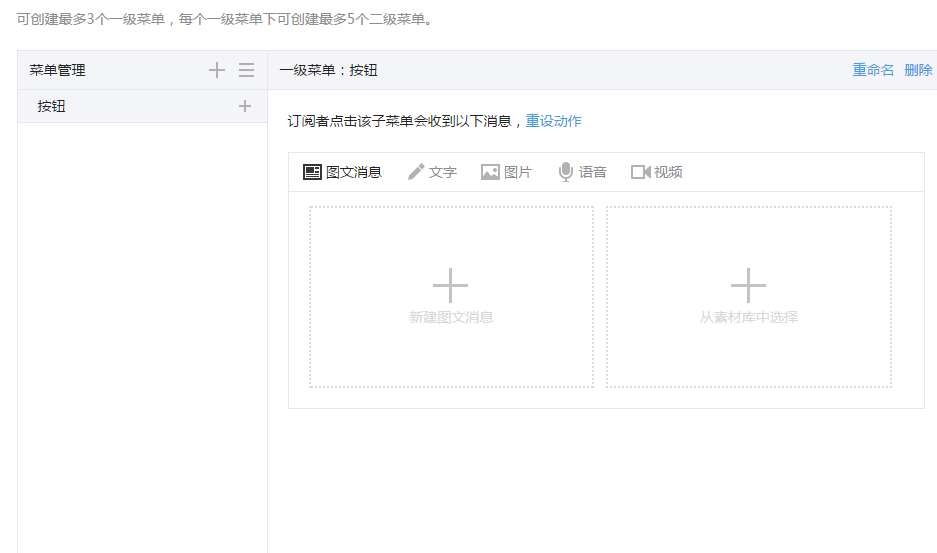 可创建最多3个一级菜单，每个一级菜单下可创建最多5个二级菜单。
菜单管理
一级菜单：按钮 重命名 删除
按钮
订阅者点击该子菜单会收到以下消息，重设动作
图文消息 文字 图片 语音 视频
新建图文消息 从素材库中选择